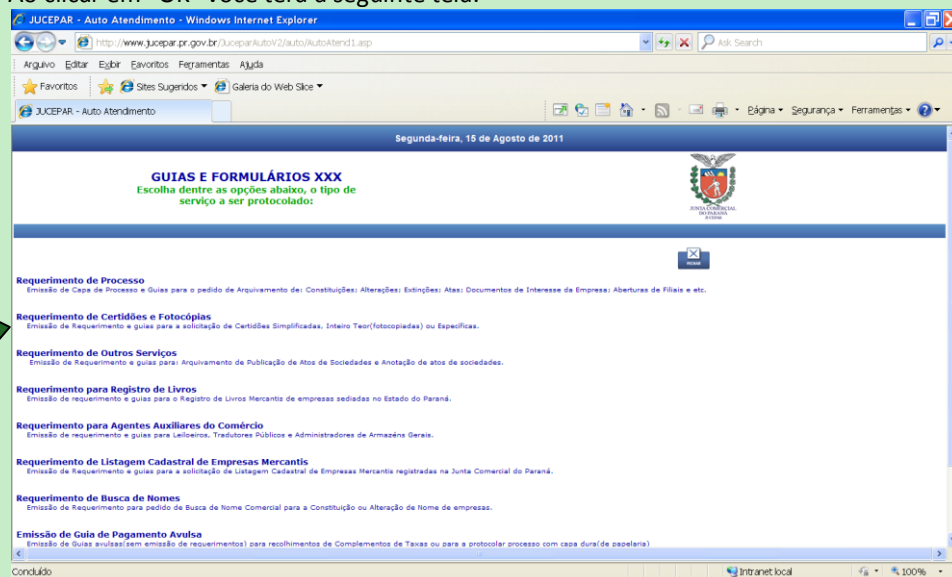 Ao clicar em "OK" você terá a seguinte tela:
JUCEPAR - Auto Atendimento - Windows Internet Explorer
http://www.jucepar.pr.gov.br/JuceparAutoV2/auto/AutoAtend1.asp
Ask Search
Arquivo Editar Exibir Favoritos Ferramentas Ajuda
Favoritos Sites Sugeridos Galeria do Web Slice
JUCEPAR - Auto Atendimento
Página Segurança Ferramentas
Segunda-feira, 15 de Agosto de 2011
GUIAS E FORMULÁRIOS XXX
Escolha dentre as opções abaixo, o tipo de
serviço a ser protocolado:
JUNTA COMERCIAL
DO PARANÁ
Requerimento de Processo
Emissão de Capa de Processo e Guias para o pedido de Arquivamento de: Constituições; Alterações; Extinções; Atas; Documentos de Interesse da Empresa; Aberturas de Filiais e etc.
Requerimento de Certidões e Fotocópias
Emissão de Requerimento e guias para a solicitação de Certidões Simplificadas, Inteiro Teor(fotocopiadas) ou Específicas.
Requerimento de Outros Serviços
Emissão de Requerimento e guias para: Arquivamento de Publicação de Atos de Sociedades e Anotação de atos de sociedades.
Requerimento para Registro de Livros
Emissão de requerimento e guias para o Registro de Livros Mercantis de empresas sediadas no Estado do Paraná.
Requerimento para Agentes Auxiliares do Comércio
Emissão de requerimento e guias para Leiloeiros, Tradutores Públicos e Administradores de Armazéns Gerais.
Requerimento de Listagem Cadastral de Empresas Mercantis
Emissão de Requerimento e guias para a solicitação de Listagem Cadastral de Empresas Mercantis registradas na Junta Comercial do Paraná.
Requerimento de Busca de Nomes
Emissão de Requerimento para pedido de Busca de Nome Comercial para a Constituição ou Alteração de Nome de empresas.
Emissão de Guia de Pagamento Avulsa
Emissão de Guias avulsas(sem emissão de requerimentos) para recolhimentos de Complementos de Taxas ou para a protocolar processo com capa dura(de papelaria)
Concluído
Intranet local
100%